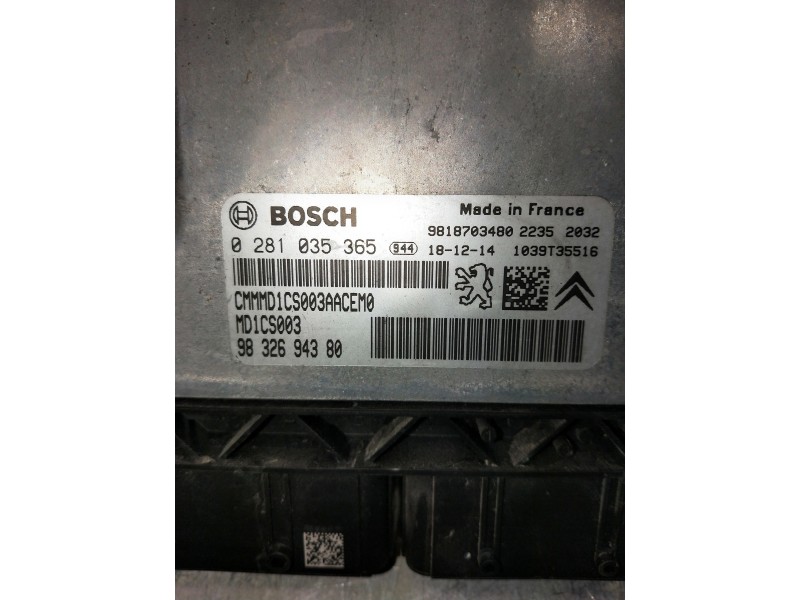 BOSCH
Made in France
9818703480 2235 2032
0 281 035 365 944 18-12-14 1039T35516
CMMMD1CS003AACEM0
MD1CS003
98 326 943 80